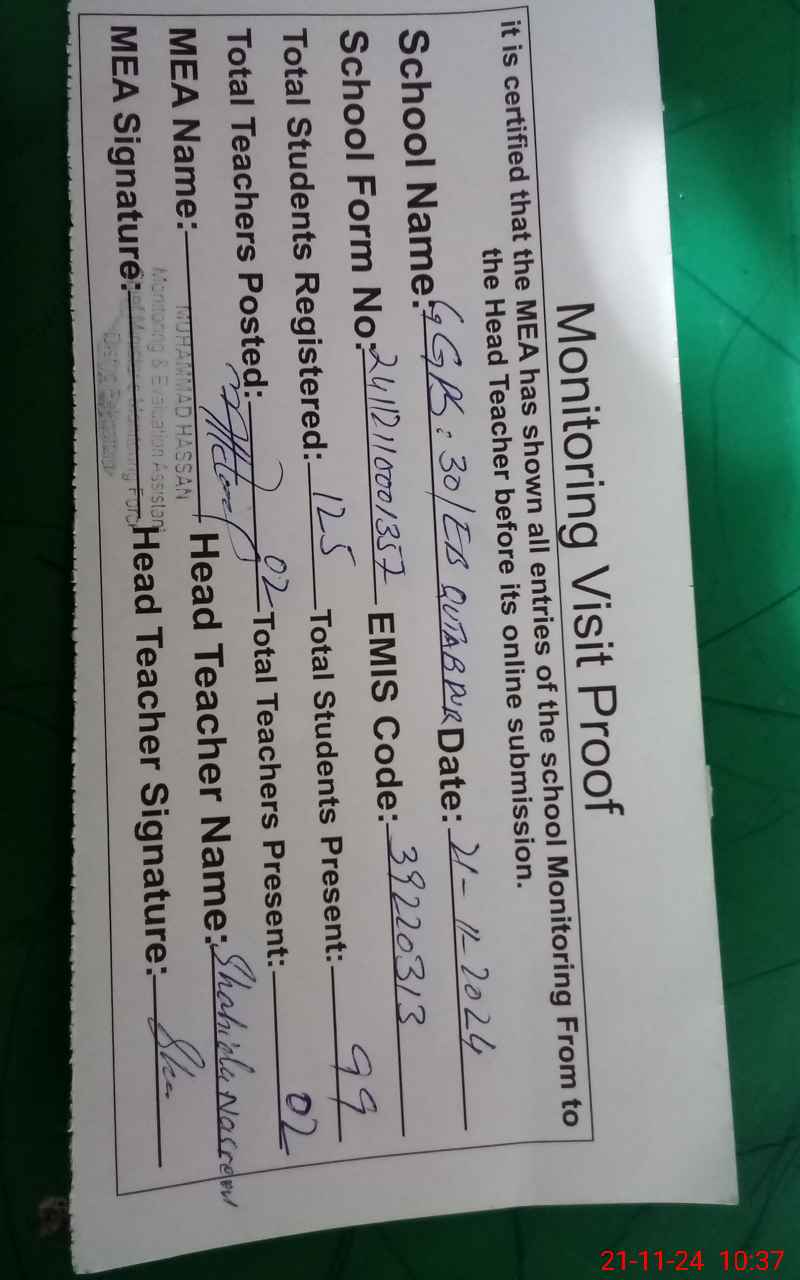 Monitoring Visit Proof
it is certified that the MEA has shown all entries of the school Monitoring From to
the Head Teacher before its online submission.
School Name: GGPS: 30/EB QUTABPUR Date: 21-11-2024
School Form No: 24112110001357 EMIS Code: 39220313
Total Students Registered: 125 Total Students Present: 99
Total Teachers Posted: 02 Total Teachers Present: 02
MEA Name: Head Teacher Name: Shahida Nasreen
MUHAMMAD HASSAN
Monitoring & Evaluation Assistant
MEA Signature: Head Teacher Signature:
21-11-24 10:37